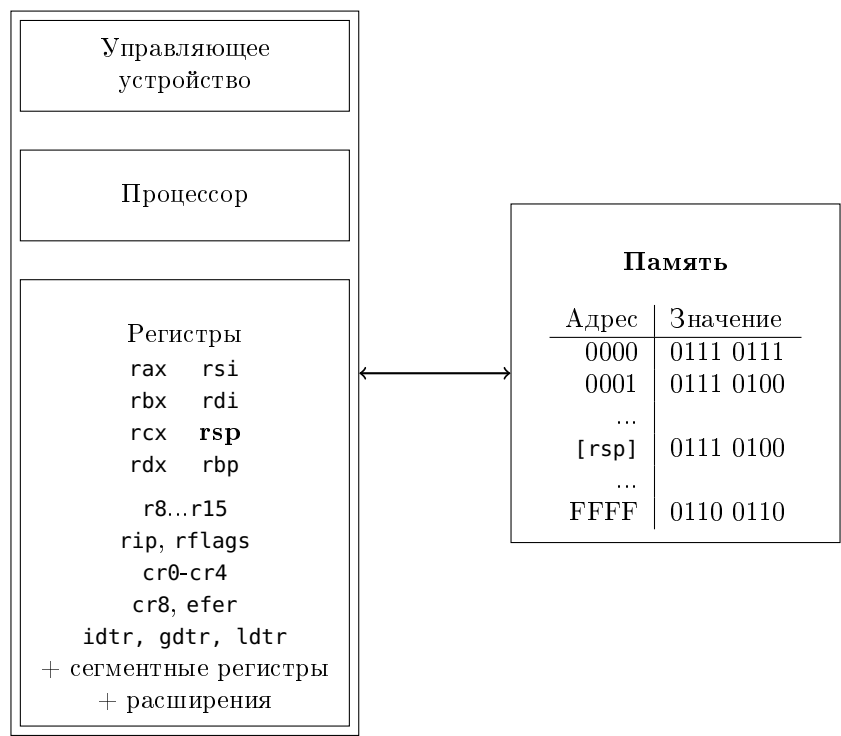 Управляющее
устройство
Процессор
Регистры
rax rsi
rbx rdi
rcx rsp
rdx rbp
r8...r15
rip, rflags
cr0-cr4
cr8, efer
idtr, gdtr, ldtr
+ сегментные регистры
+ расширения
Память
Адрес Значение
0000 0111 0111
0001 0111 0100
...
[rsp] 0111 0100
...
FFFF 0110 0110